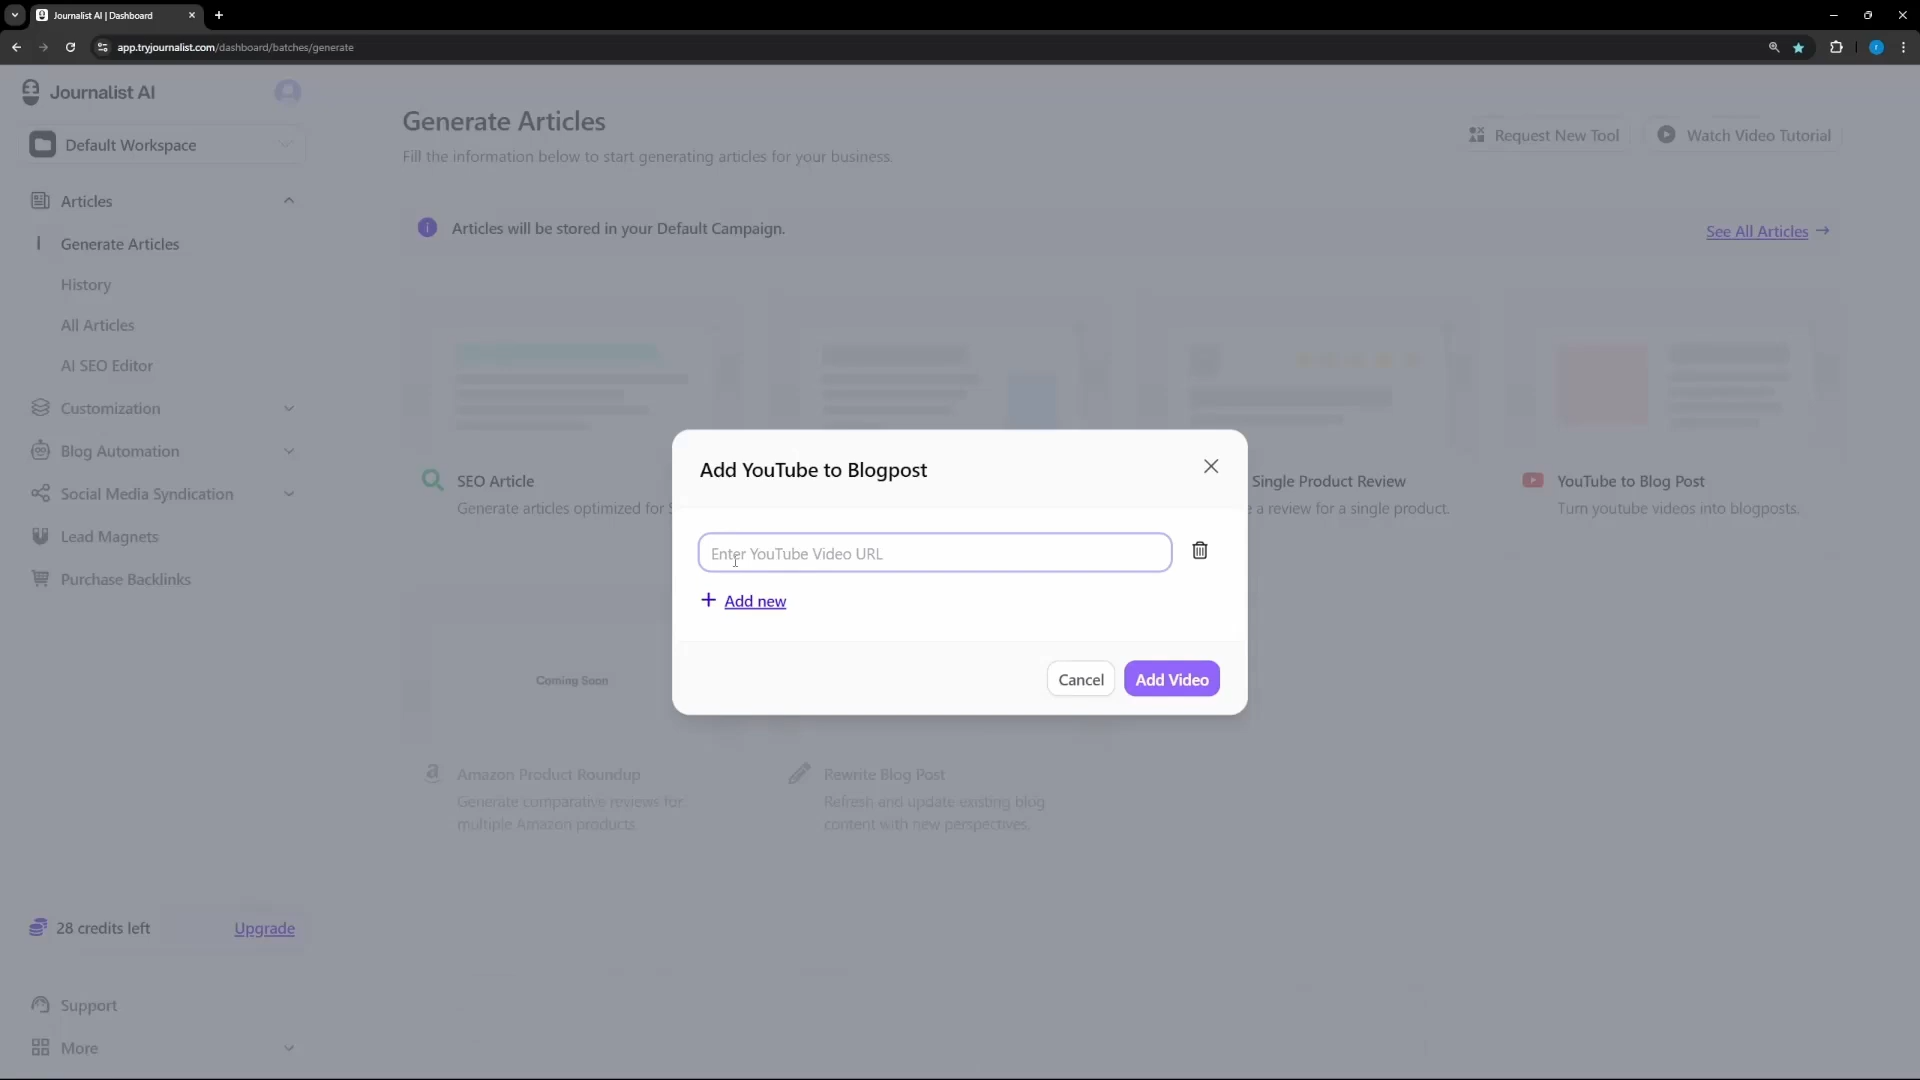 Journalist AI | Dashboard
app.tryjournalist.com/dashboard/batches/generate
Journalist AI
Default Workspace
Articles
Generate Articles
History
All Articles
AI SEO Editor
Customization
Blog Automation
Social Media Syndication
Lead Magnets
Purchase Backlinks
28 credits left
Upgrade
Support
More
Generate Articles
Fill the information below to start generating articles for your business.
Request New Tool
Watch Video Tutorial
Articles will be stored in your Default Campaign.
See All Articles
SEO Article
Generate articles optimized for S
Single Product Review
e a review for a single product.
YouTube to Blog Post
Turn youtube videos into blogposts.
Add YouTube to Blogpost
Enter YouTube Video URL
Add new
Cancel
Add Video
Coming Soon
Amazon Product Roundup
Generate comparative reviews for
multiple Amazon products
Rewrite Blog Post
Refresh and update existing blog
content with new perspectives.